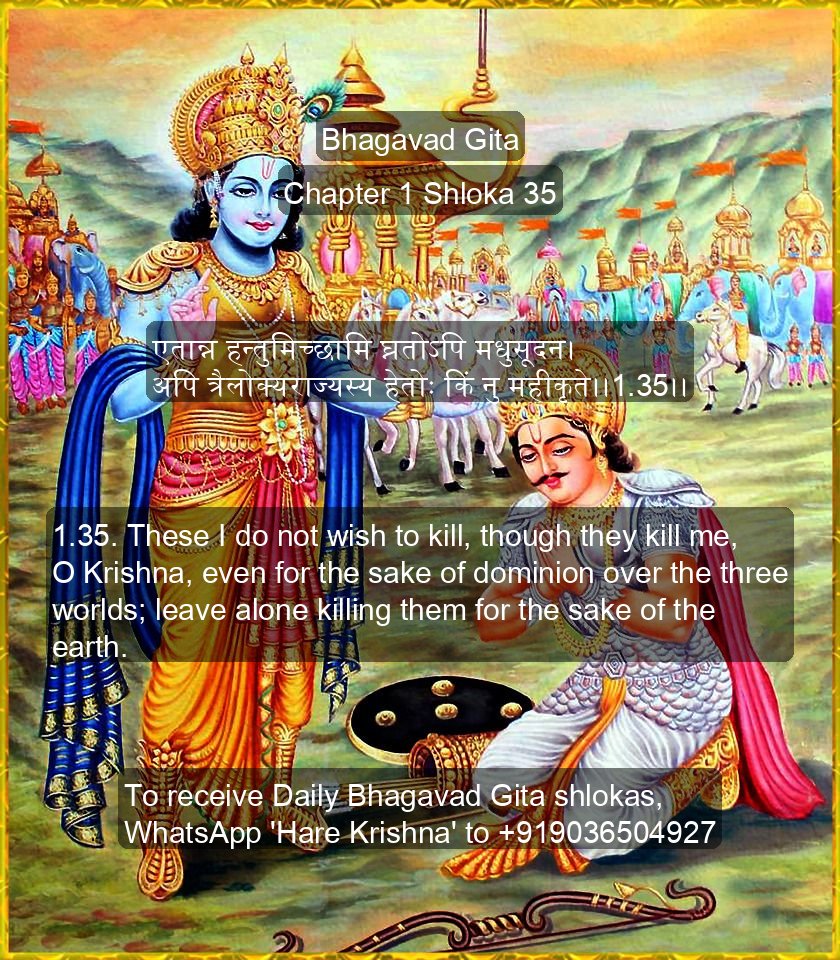 Bhagavad Gita
Chapter 1 Shloka 35
एतान्न हन्तुमिच्छामि घ्नतोऽपि मधुसूदन।
अपि त्रैलोक्यराज्यस्य हेतोः किं नु महीकृते।।1.35।।
1.35. These I do not wish to kill, though they kill me,
O Krishna, even for the sake of dominion over the three
worlds; leave alone killing them for the sake of the
earth.
To receive Daily Bhagavad Gita shlokas,
WhatsApp 'Hare Krishna' to +919036504927